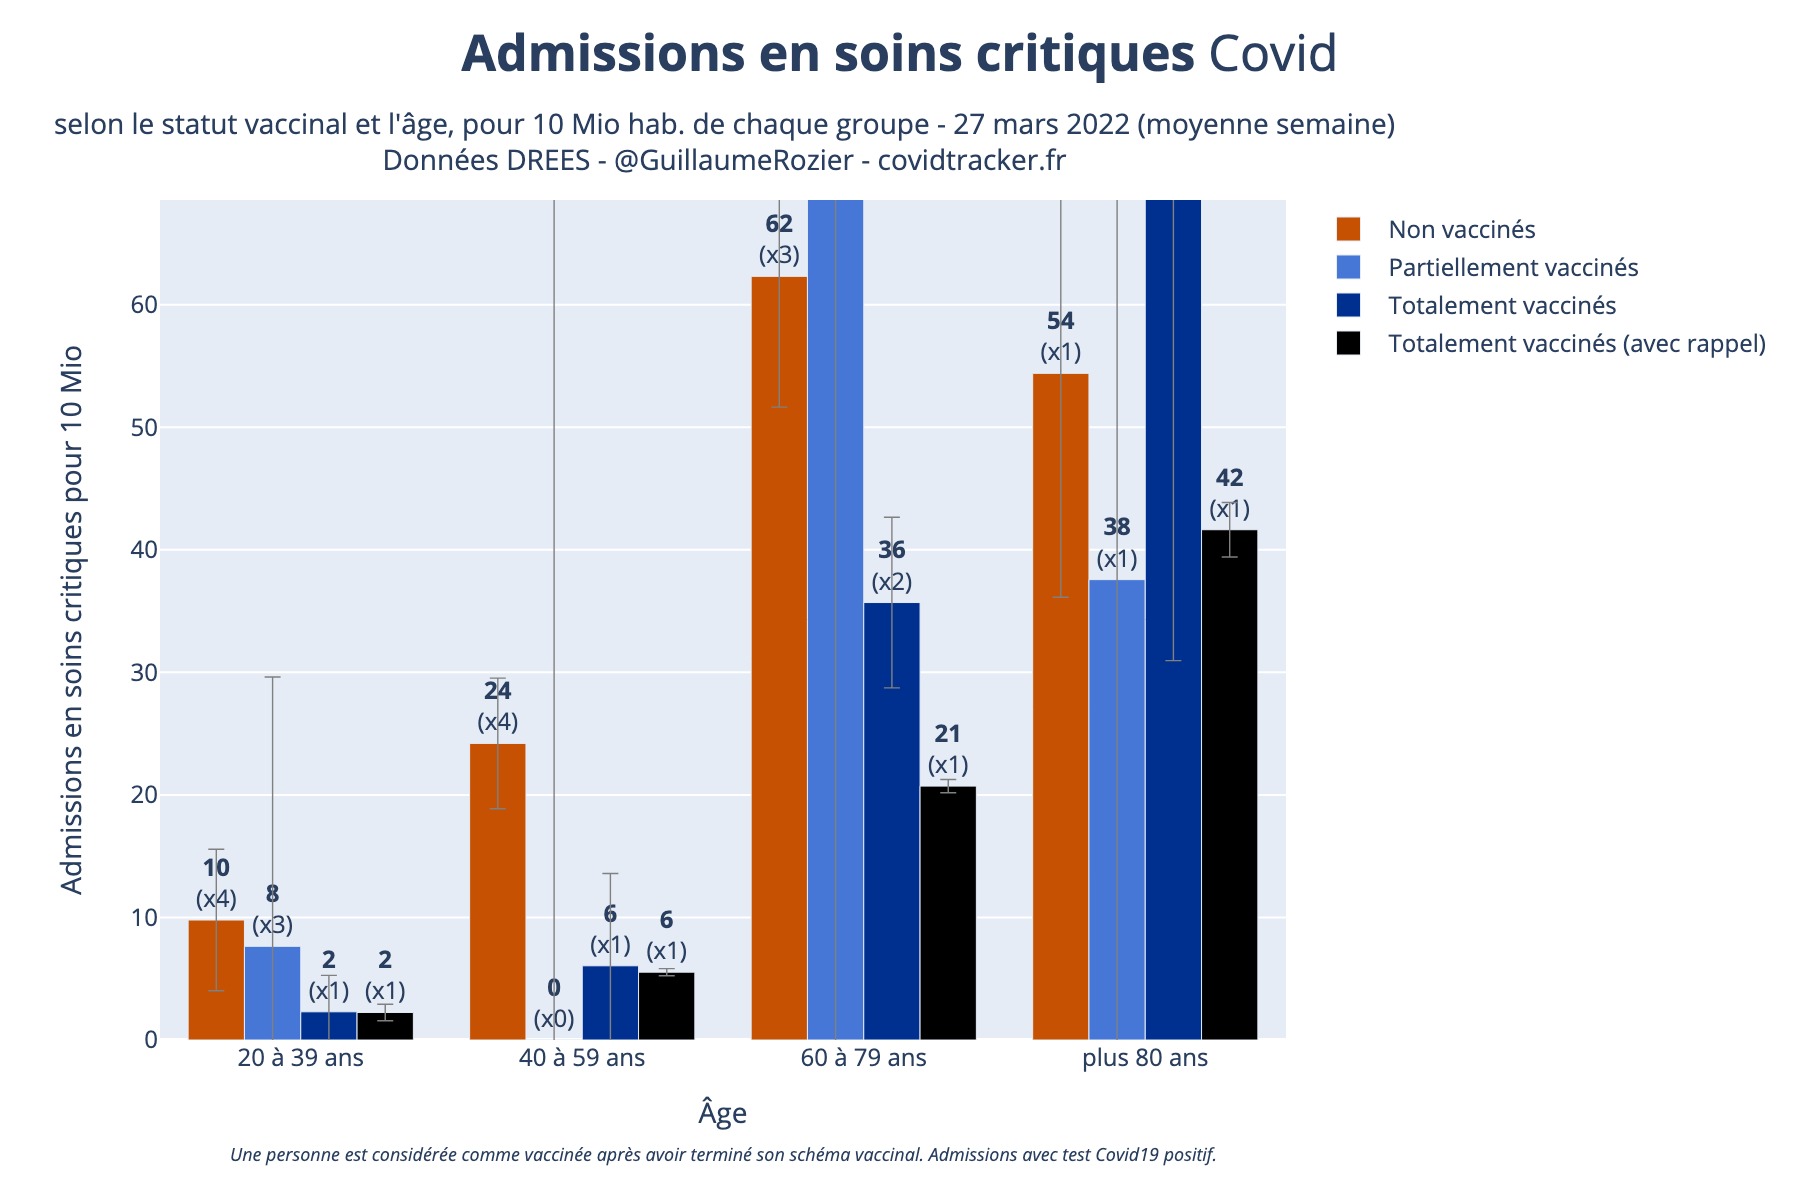 Admissions en soins critiques Covid
selon le statut vaccinal et l'âge, pour 10 Mio hab. de chaque groupe - 27 mars 2022 (moyenne semaine)
Données DREES - @GuillaumeRozier - covidtracker.fr
Non vaccinés
Partiellement vaccinés
Totalement vaccinés
Totalement vaccinés (avec rappel)
Admissions en soins critiques pour 10 Mio
60
50
40
30
20
10
0
10
(x4)
8
(x3)
2
(x1)
2
(x1)
24
(x4)
0
(x0)
6
(x1)
6
(x1)
62
(x3)
36
(x2)
21
(x1)
54
(x1)
38
(x1)
42
(x1)
20 à 39 ans
40 à 59 ans
60 à 79 ans
plus 80 ans
Âge
Une personne est considérée comme vaccinée après avoir terminé son schéma vaccinal. Admissions avec test Covid19 positif.